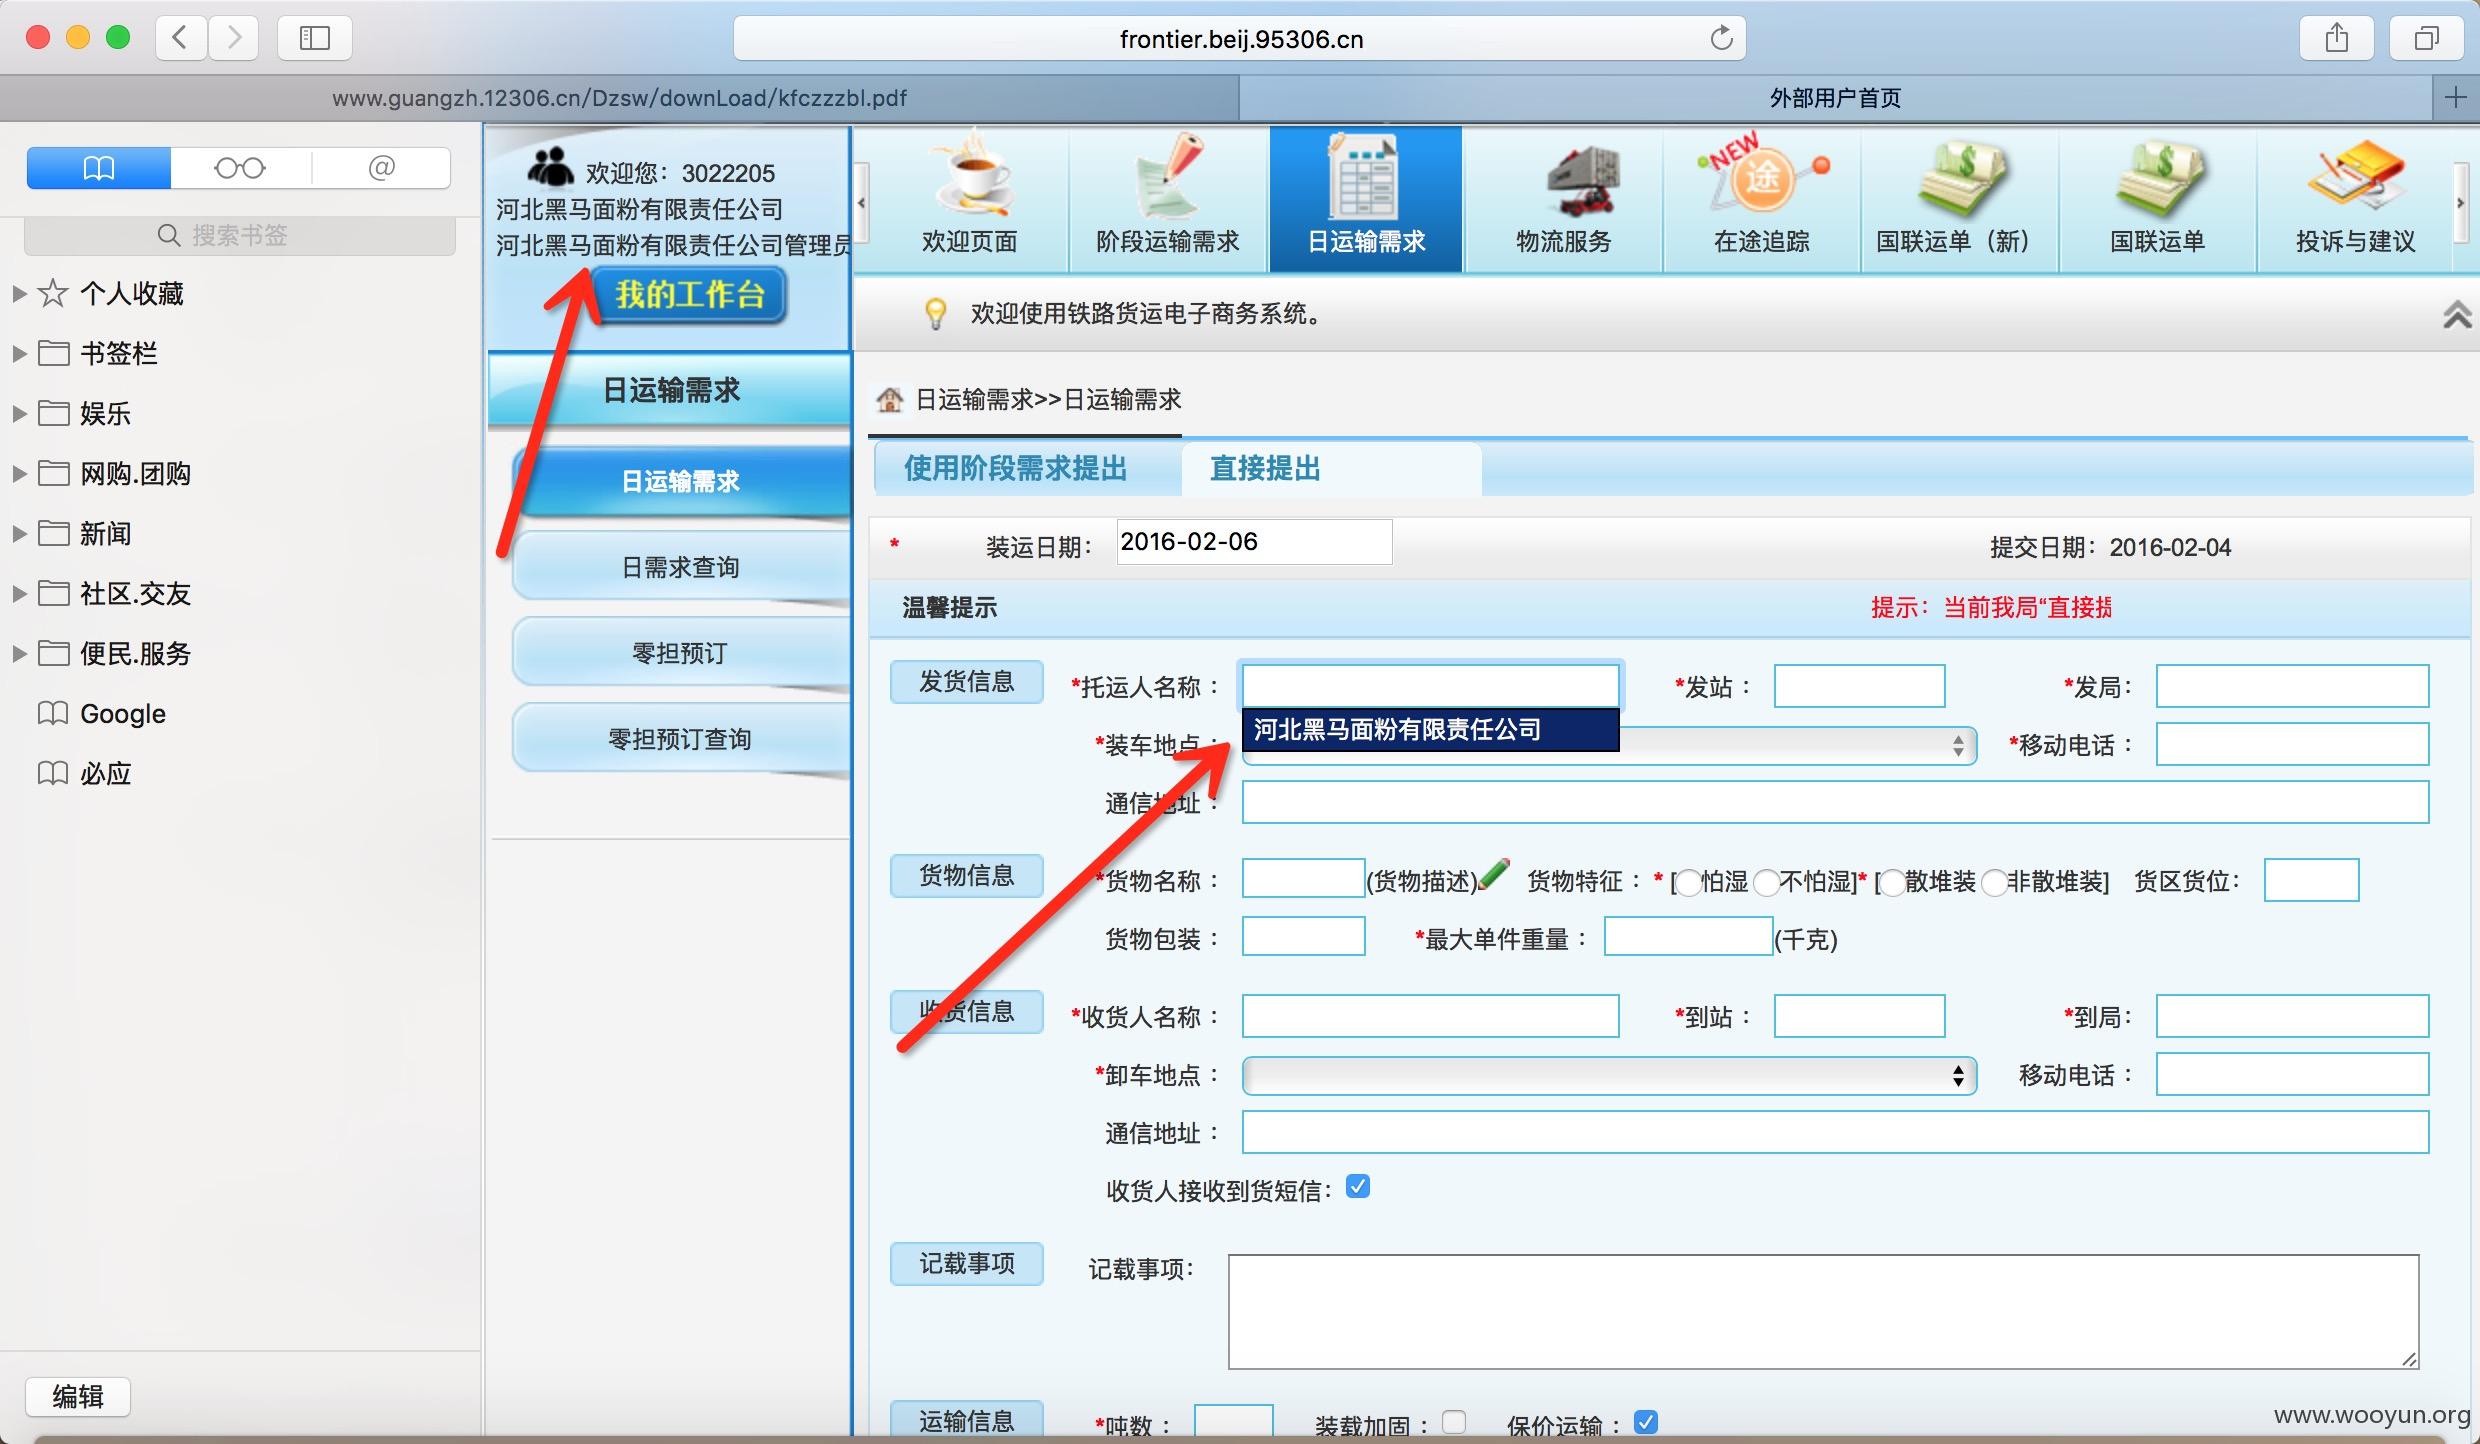 frontier.beij.95306.cn
www.guangzh.12306.cn/Dzsw/downLoad/kfczzzbl.pdf
外部用户首页
搜索书签
个人收藏
书签栏
娱乐
网购.团购
新闻
社区.交友
便民.服务
Google
必应
编辑
欢迎您：3022205
河北黑马面粉有限责任公司
河北黑马面粉有限责任公司管理员
我的工作台
日运输需求
日运输需求
日需求查询
零担预订
零担预订查询
欢迎页面 阶段运输需求 日运输需求 物流服务 NEW 途 在途追踪 国联运单（新） 国联运单 投诉与建议
欢迎使用铁路货运电子商务系统。
日运输需求>>日运输需求
使用阶段需求提出 直接提出
* 装运日期： 2016-02-06 提交日期：2016-02-04
温馨提示 提示：当前我局“直接提
发货信息 *托运人名称： *发站： *发局：
河北黑马面粉有限责任公司
*装车地点： *移动电话：
通信地址：
货物信息 *货物名称： (货物描述) 货物特征：* [怕湿 不怕湿]* [散堆装 非散堆装] 货区货位：
货物包装： *最大单件重量： (千克)
收货信息 *收货人名称： *到站： *到局：
*卸车地点： 移动电话：
通信地址：
收货人接收到货短信：
记载事项 记载事项：
运输信息 *吨数： 装载加固： 保价运输：
www.wooyun.org